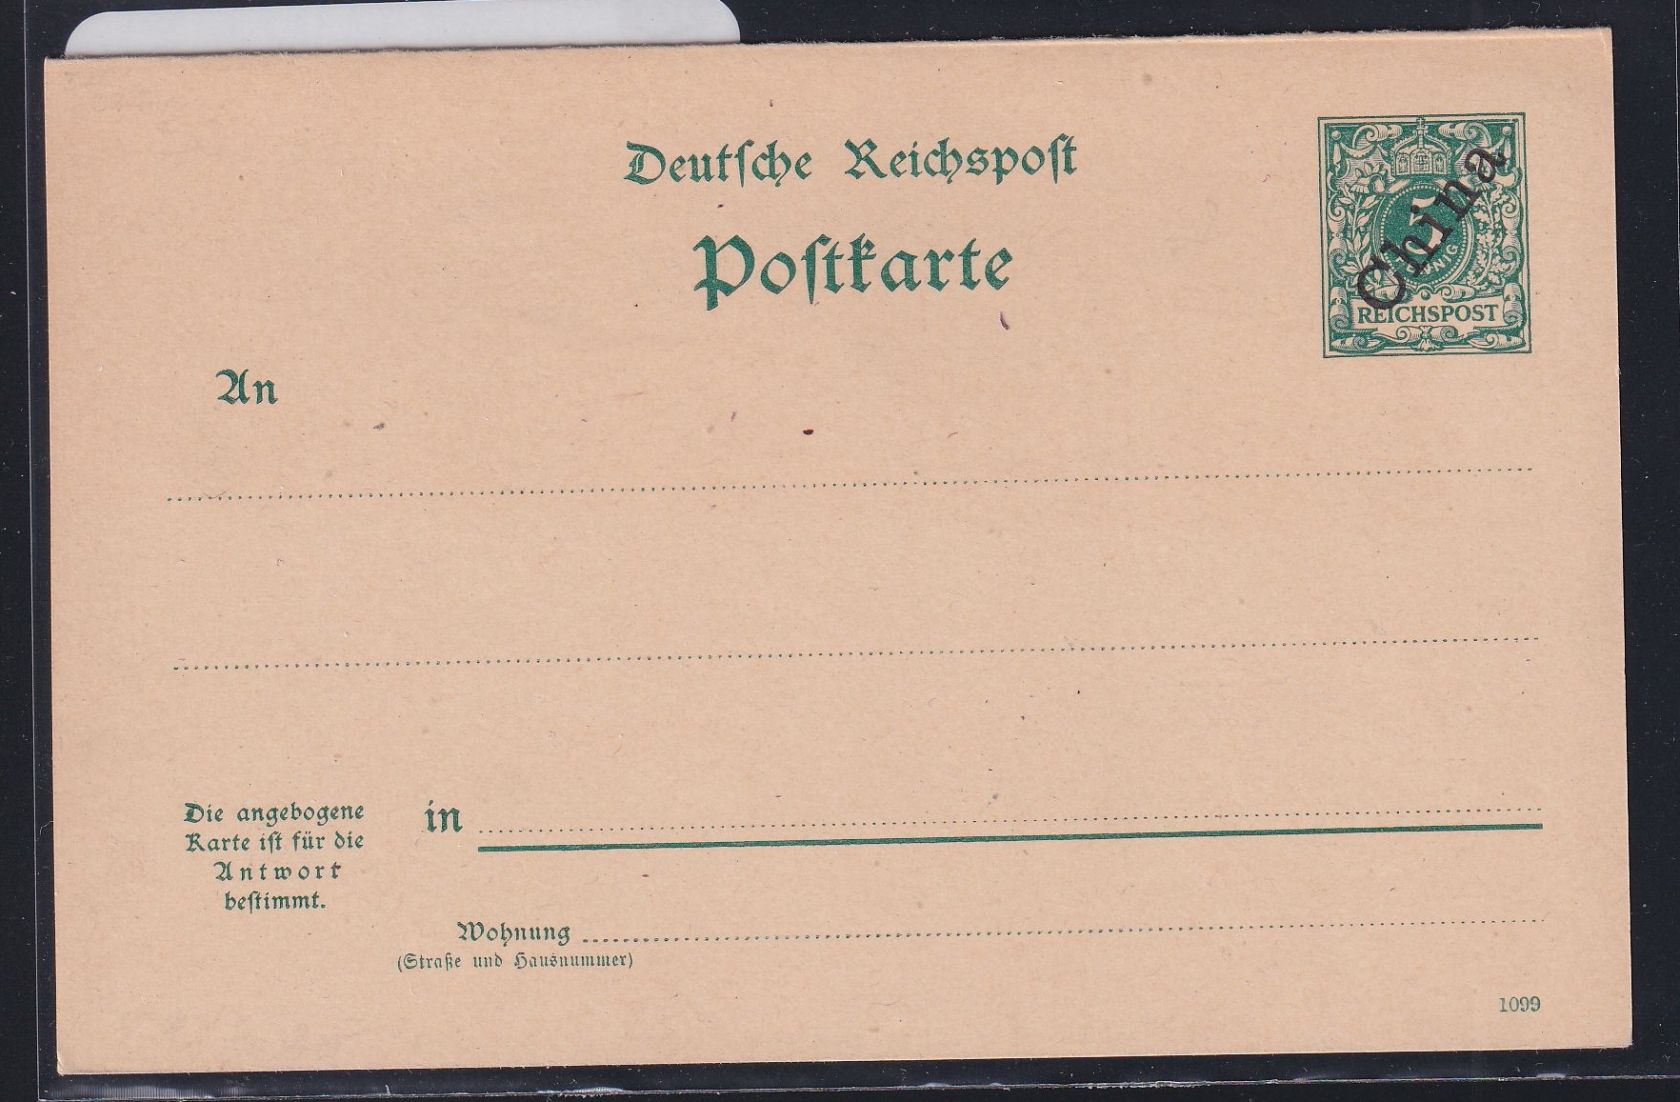 Deutſche Reichspoſt
Poſtkarte
China
REICHSPOST
An
Die angebogene
Karte iſt für die
Antwort
beſtimmt.
in
Wohnung
(Straße und Hausnummer)
1099